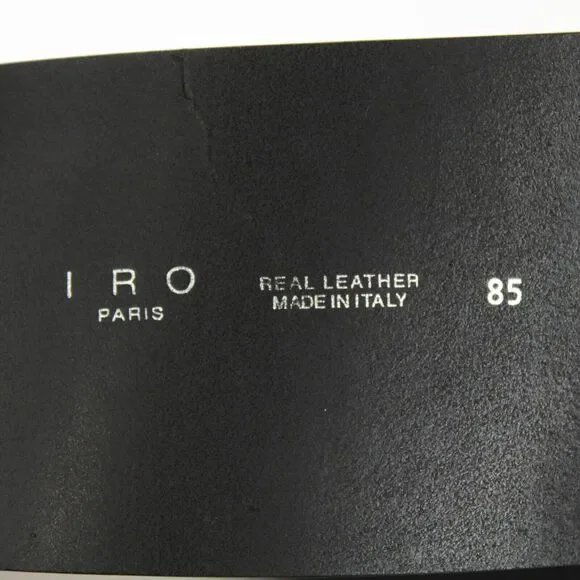 IRO
PARIS
REAL LEATHER
MADE IN ITALY
85